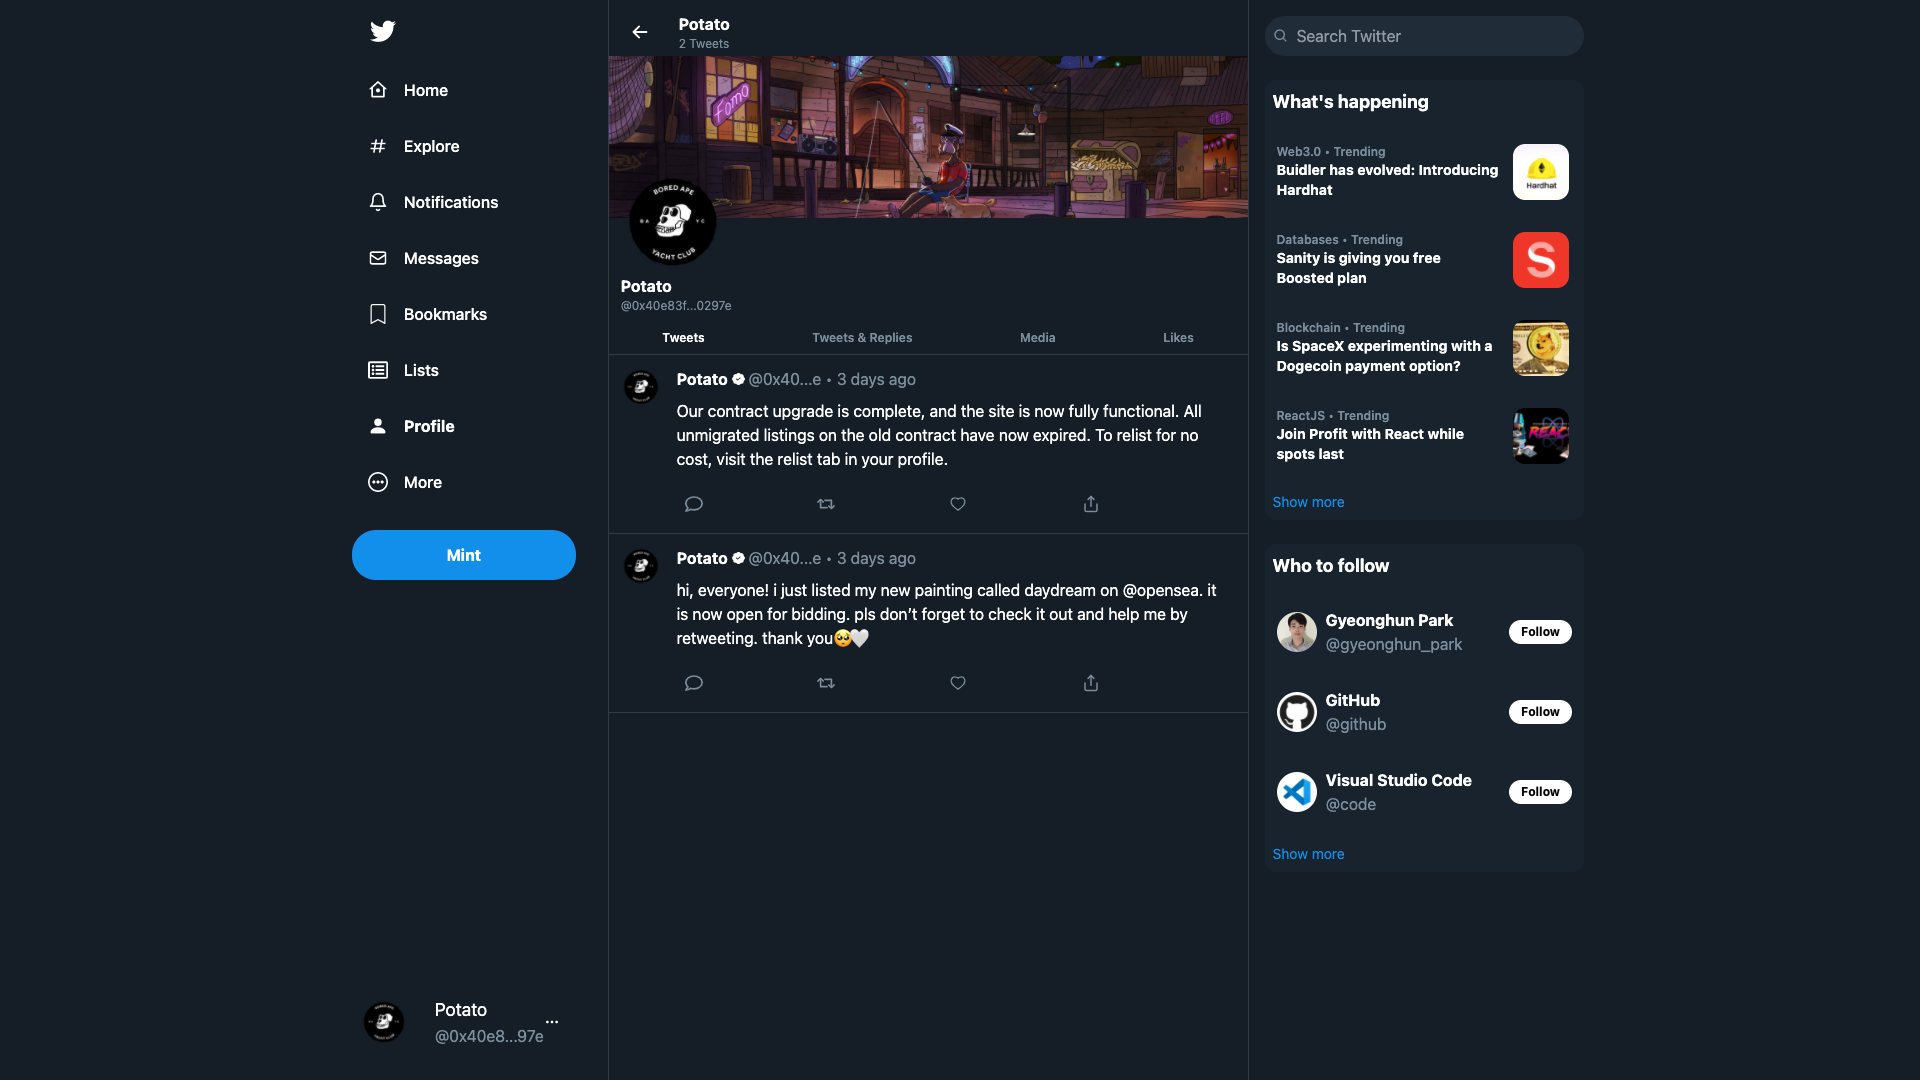 Home
Explore
Notifications
Messages
Bookmarks
Lists
Profile
More
Mint
Potato
@0x40e8...97e
Potato
2 Tweets
Fomo
BORED APE
BA YC
YACHT CLUB
Potato
@0x40e83f...0297e
Tweets
Tweets & Replies
Media
Likes
Potato @0x40...e • 3 days ago
Our contract upgrade is complete, and the site is now fully functional. All
unmigrated listings on the old contract have now expired. To relist for no
cost, visit the relist tab in your profile.
Potato @0x40...e • 3 days ago
hi, everyone! i just listed my new painting called daydream on @opensea. it
is now open for bidding. pls don’t forget to check it out and help me by
retweeting. thank you🥺🤍
Search Twitter
What's happening
Web3.0 • Trending
Buidler has evolved: Introducing
Hardhat
Hardhat
Databases • Trending
Sanity is giving you free
Boosted plan
S
Blockchain • Trending
Is SpaceX experimenting with a
Dogecoin payment option?
ReactJS • Trending
Join Profit with React while
spots last
REAC
Show more
Who to follow
Gyeonghun Park
@gyeonghun_park
Follow
GitHub
@github
Follow
Visual Studio Code
@code
Follow
Show more